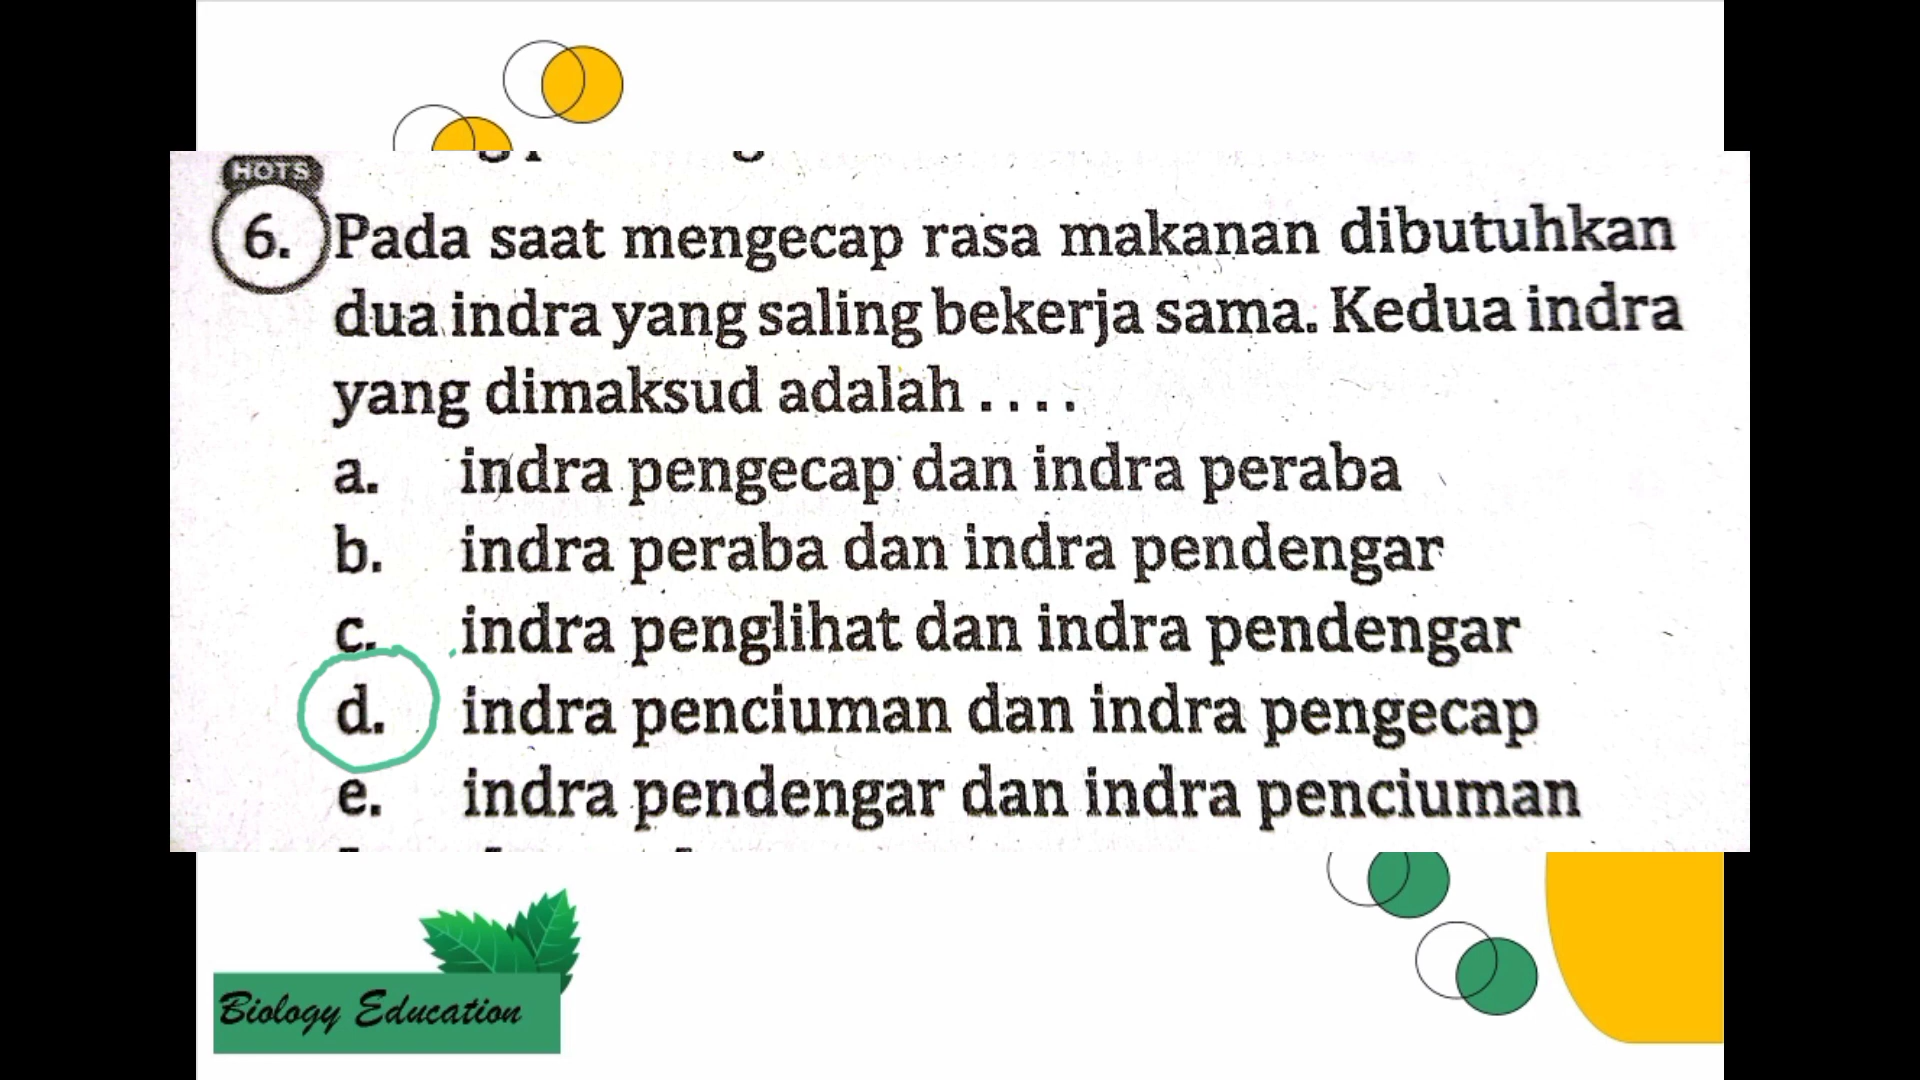 HOTS
6. Pada saat mengecap rasa makanan dibutuhkan
dua indra yang saling bekerja sama. Kedua indra
yang dimaksud adalah . . . .
a. indra pengecap dan indra peraba
b. indra peraba dan indra pendengar
c. indra penglihat dan indra pendengar
d. indra penciuman dan indra pengecap
e. indra pendengar dan indra penciuman
Biology Education